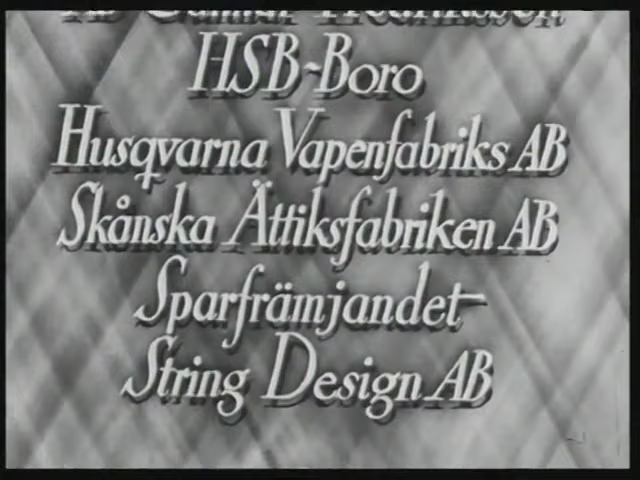 HSB-Boro
Husqvarna Vapenfabriks AB
Skånska Ättiksfabriken AB
Sparfrämjandet
String Design AB